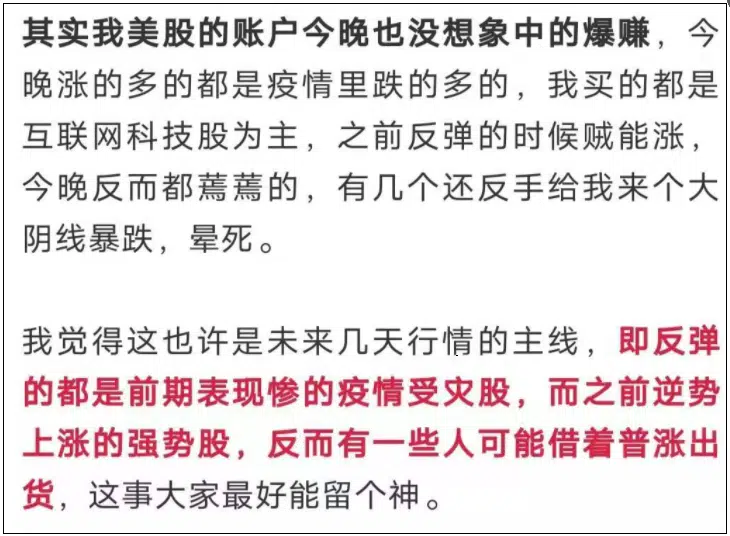 其实我美股的账户今晚也没想象中的爆赚，今
晚涨的多的都是疫情里跌的多的，我买的都是
互联网科技股为主，之前反弹的时候贼能涨，
今晚反而都蔫蔫的，有几个还反手给我来个大
阴线暴跌，晕死。
我觉得这也许是未来几天行情的主线，即反弹
的都是前期表现惨的疫情受灾股，而之前逆势
上涨的强势股，反而有一些人可能借着普涨出
货，这事大家最好能留个神。